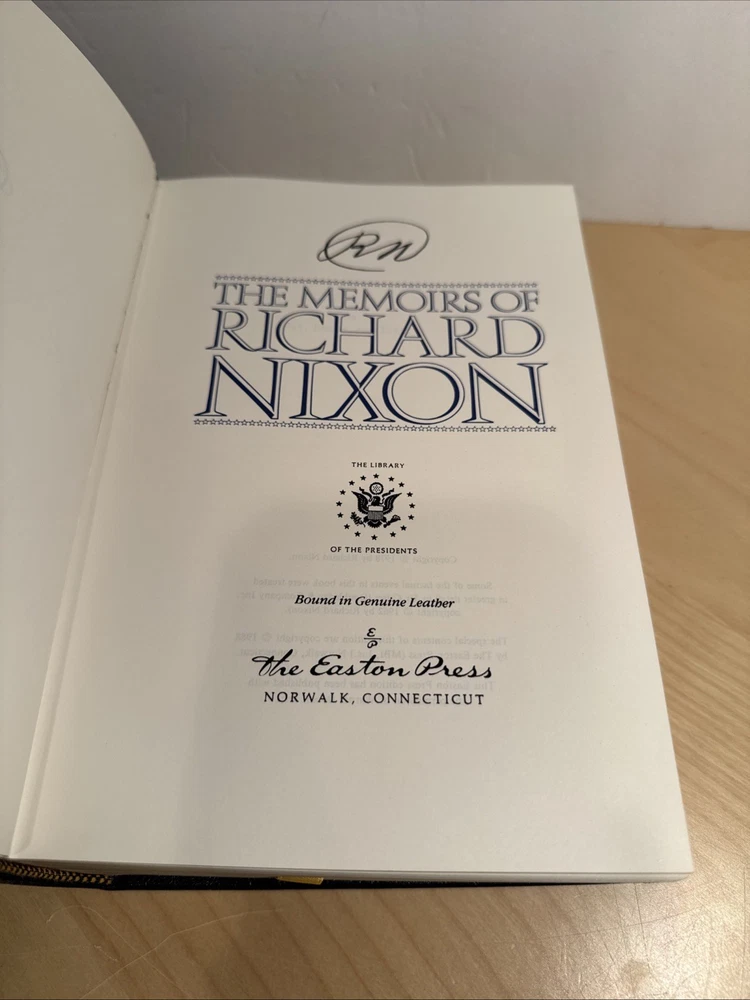 RN
THE MEMOIRS OF
RICHARD
NIXON
THE LIBRARY
OF THE PRESIDENTS
Bound in Genuine Leather
The Easton Press
NORWALK, CONNECTICUT